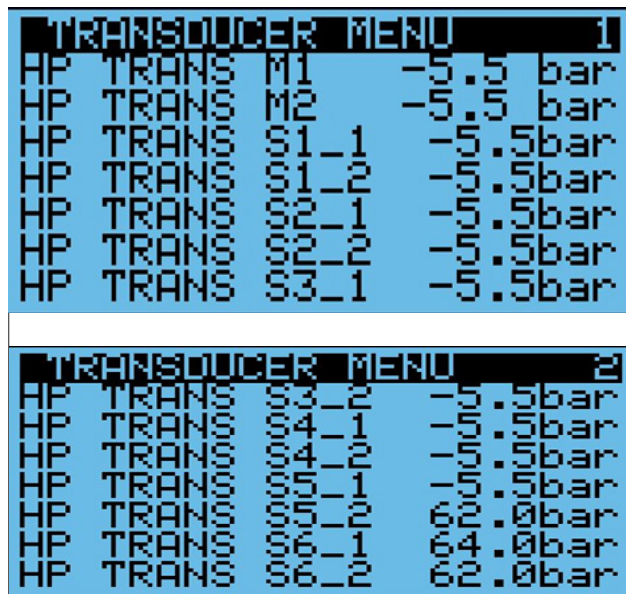 TRANSDUCER MENU 1
HP TRANS M1 -5.5 bar
HP TRANS M2 -5.5 bar
HP TRANS S1_1 -5.5bar
HP TRANS S1_2 -5.5bar
HP TRANS S2_1 -5.5bar
HP TRANS S2_2 -5.5bar
HP TRANS S3_1 -5.5bar
TRANSDUCER MENU 2
HP TRANS S3_2 -5.5bar
HP TRANS S4_1 -5.5bar
HP TRANS S4_2 -5.5bar
HP TRANS S5_1 -5.5bar
HP TRANS S5_2 62.0bar
HP TRANS S6_1 64.0bar
HP TRANS S6_2 62.0bar